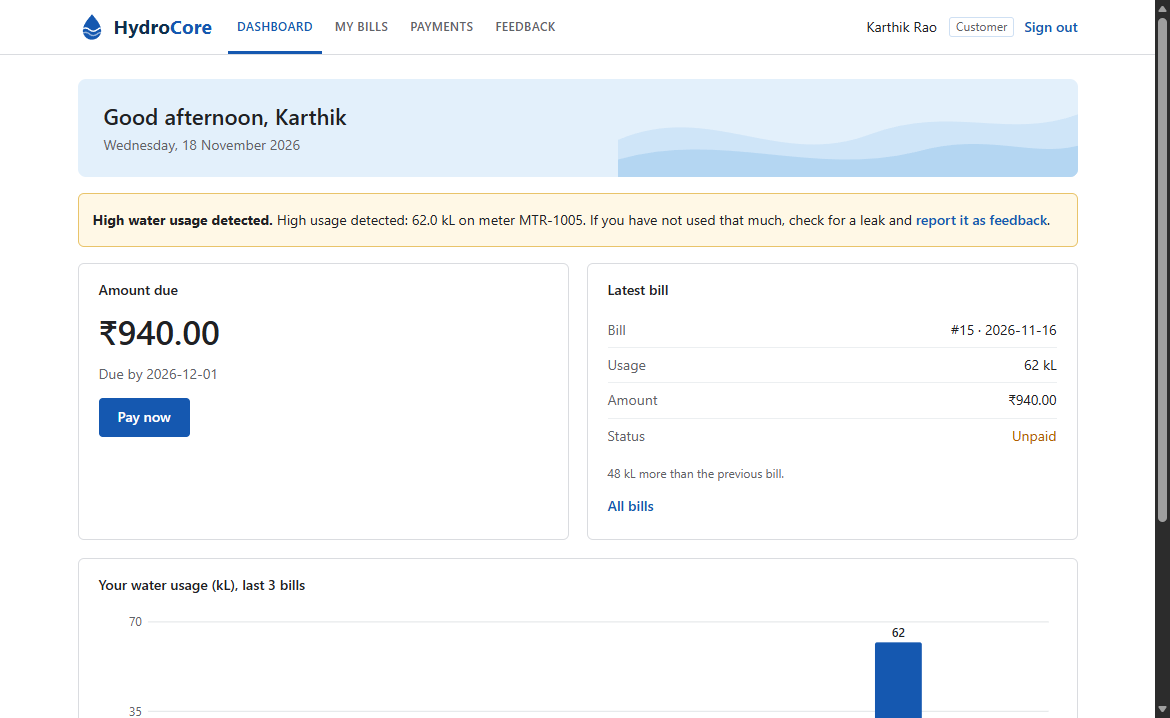 HydroCore
DASHBOARD
MY BILLS
PAYMENTS
FEEDBACK
Karthik Rao
Customer
Sign out
Good afternoon, Karthik
Wednesday, 18 November 2026
High water usage detected. High usage detected: 62.0 kL on meter MTR-1005. If you have not used that much, check for a leak and report it as feedback.
Amount due
₹940.00
Due by 2026-12-01
Pay now
Latest bill
Bill #15 · 2026-11-16
Usage 62 kL
Amount ₹940.00
Status Unpaid
48 kL more than the previous bill.
All bills
Your water usage (kL), last 3 bills
70
62
35